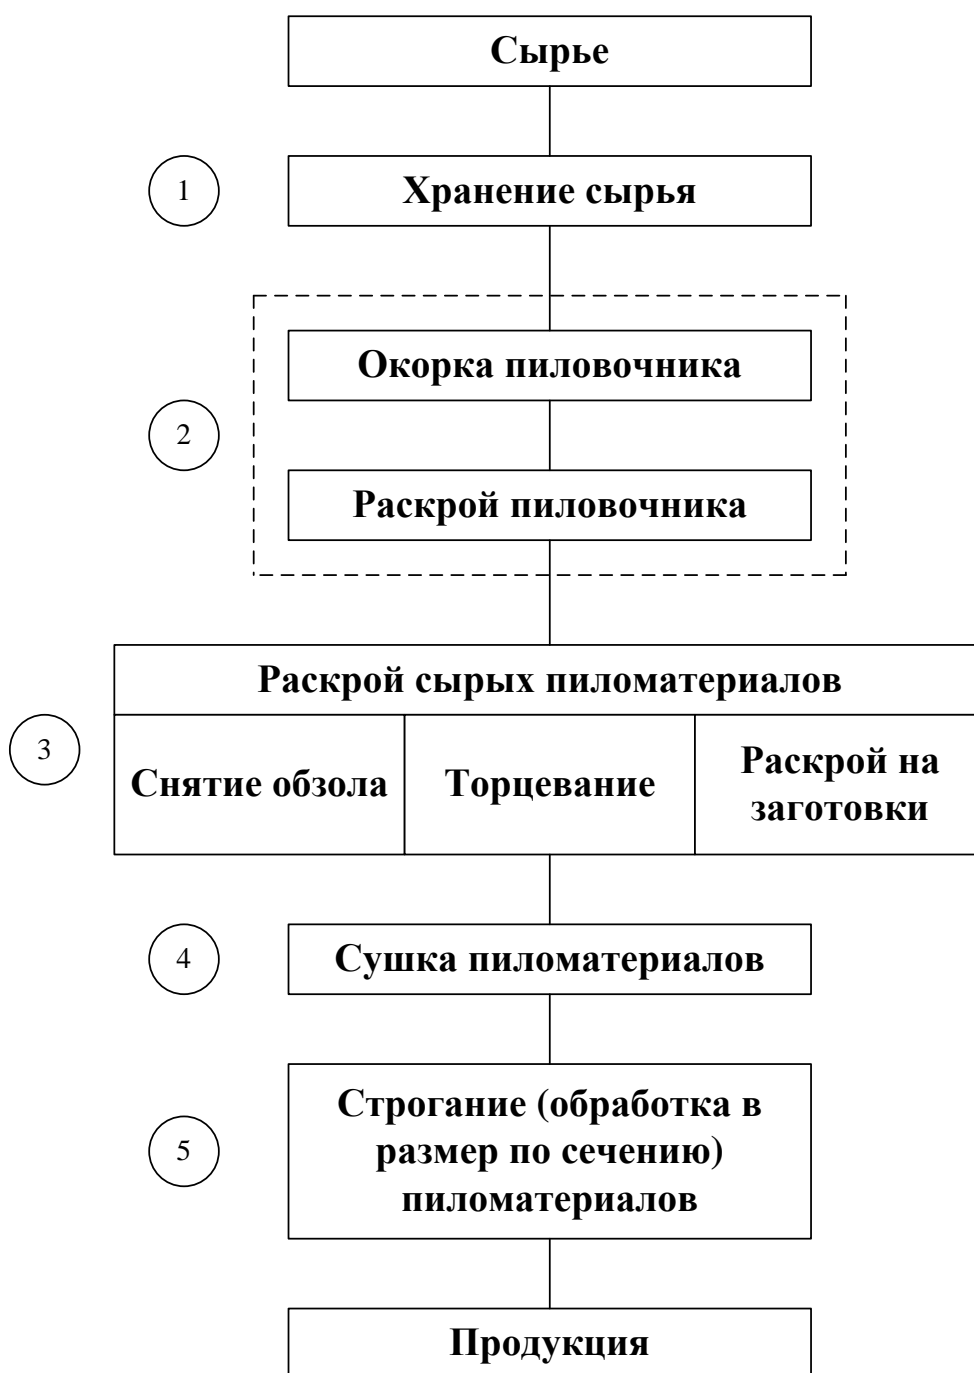 Сырье
1
Хранение сырья
Окорка пиловочника
2
Раскрой пиловочника
Раскрой сырых пиломатериалов
3
Снятие обзола
Торцевание
Раскрой на
заготовки
4
Сушка пиломатериалов
5
Строгание (обработка в
размер по сечению)
пиломатериалов
Продукция